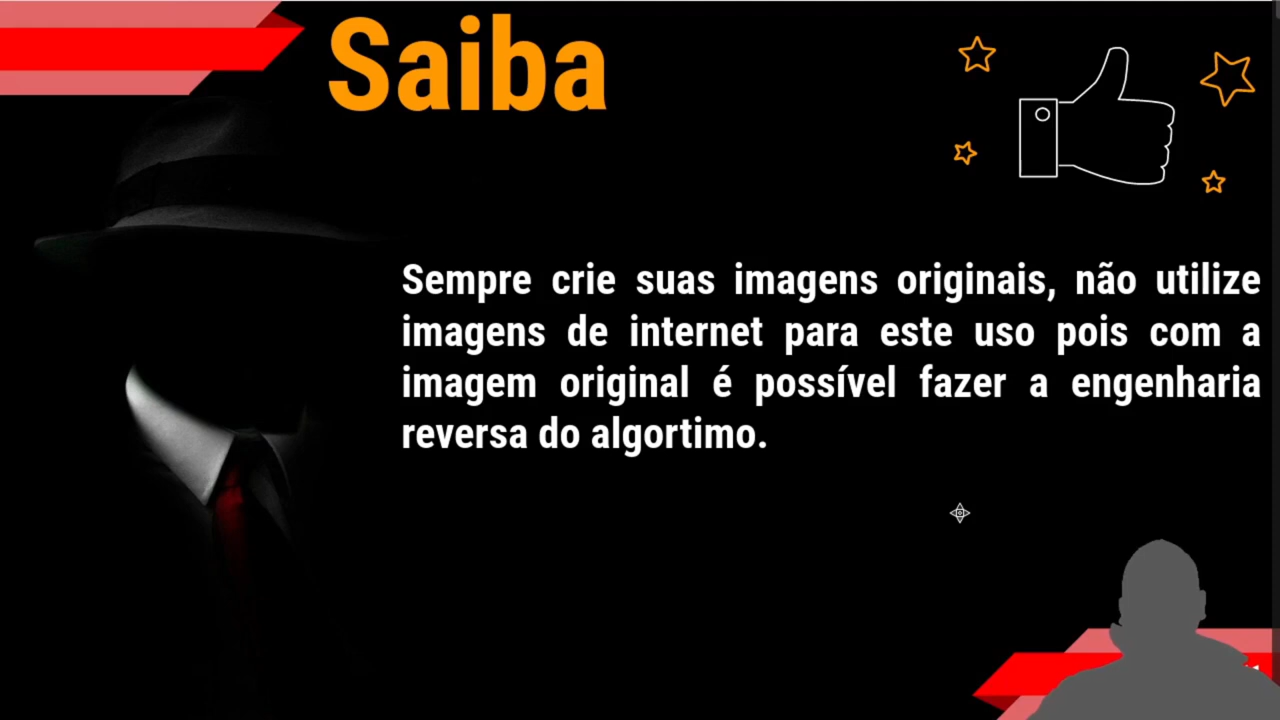 Saiba
Sempre crie suas imagens originais, não utilize
imagens de internet para este uso pois com a
imagem original é possível fazer a engenharia
reversa do algortimo.